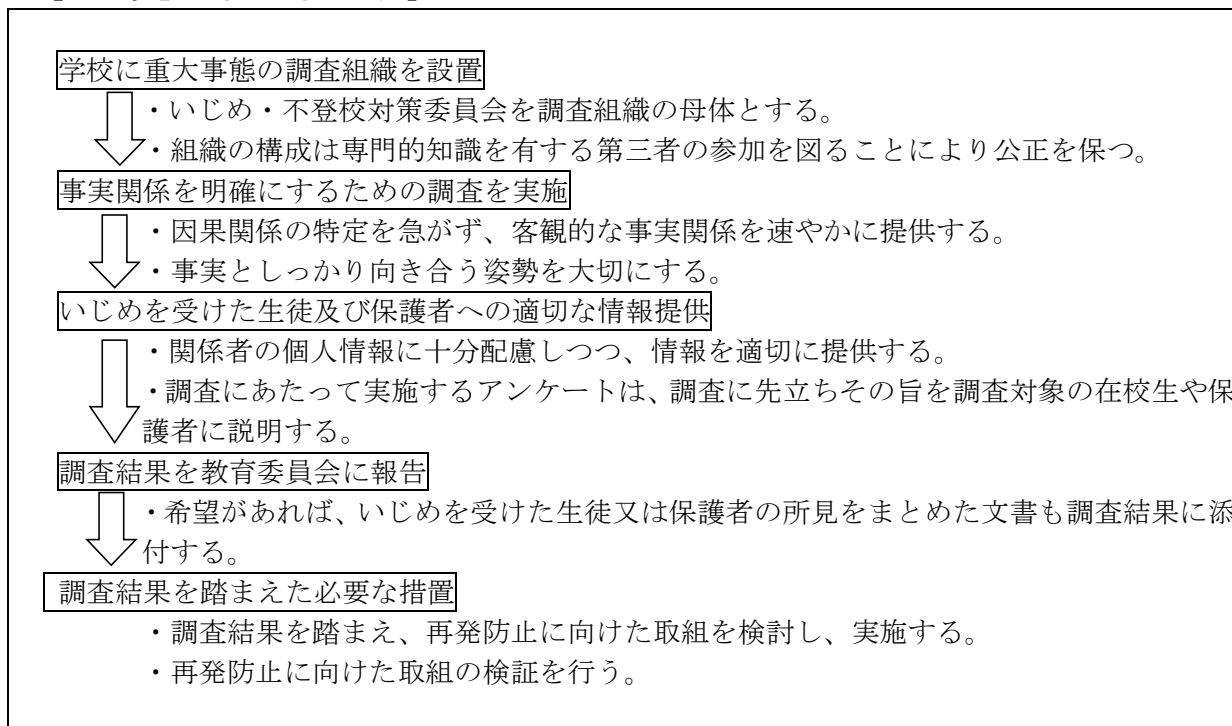 学校に重大事態の調査組織を設置
・いじめ・不登校対策委員会を調査組織の母体とする。
・組織の構成は専門的知識を有する第三者の参加を図ることにより公正を保つ。
事実関係を明確にするための調査を実施
・因果関係の特定を急がず、客観的な事実関係を速やかに提供する。
・事実としっかり向き合う姿勢を大切にする。
いじめを受けた生徒及び保護者への適切な情報提供
・関係者の個人情報に十分配慮しつつ、情報を適切に提供する。
・調査にあたって実施するアンケートは、調査に先立ちその旨を調査対象の在校生や保
護者に説明する。
調査結果を教育委員会に報告
・希望があれば、いじめを受けた生徒又は保護者の所見をまとめた文書も調査結果に添
付する。
調査結果を踏まえた必要な措置
・調査結果を踏まえ、再発防止に向けた取組を検討し、実施する。
・再発防止に向けた取組の検証を行う。